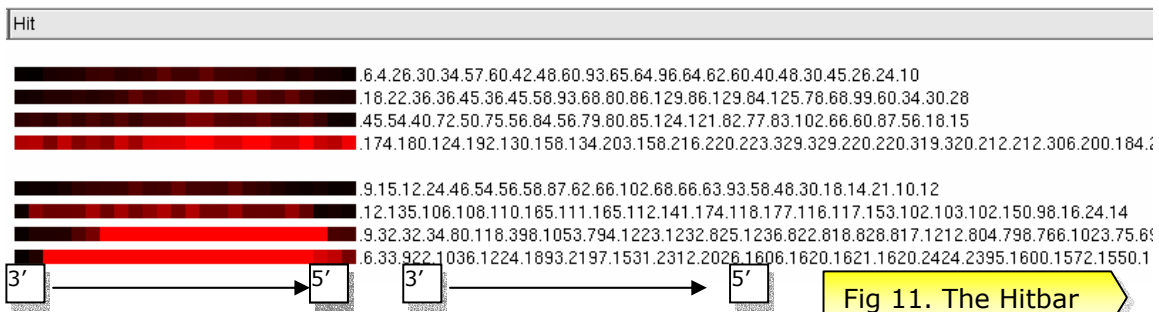 Hit
.6.4.26.30.34.57.60.42.48.60.93.65.64.96.64.62.60.40.48.30.45.26.24.10
.18.22.36.36.45.36.45.58.93.68.80.86.129.86.129.84.125.78.68.99.60.34.30.28
.45.54.40.72.50.75.56.84.56.79.80.85.124.121.82.77.83.102.66.60.87.56.18.15
.174.180.124.192.130.158.134.203.158.216.220.223.329.329.220.220.319.320.212.212.306.200.184.2
.9.15.12.24.46.54.56.58.87.62.66.102.68.66.63.93.58.48.30.18.14.21.10.12
.12.135.106.108.110.165.111.165.112.141.174.118.177.116.117.153.102.103.102.150.98.16.24.14
.9.32.32.34.80.118.398.1053.794.1223.1232.825.1236.822.818.828.817.1212.804.798.766.1023.75.69
.6.33.922.1036.1224.1893.2197.1531.2312.2026.1606.1620.1621.1620.2424.2395.1600.1572.1550.1
3′ 5′ 3′ 5′
Fig 11. The Hitbar